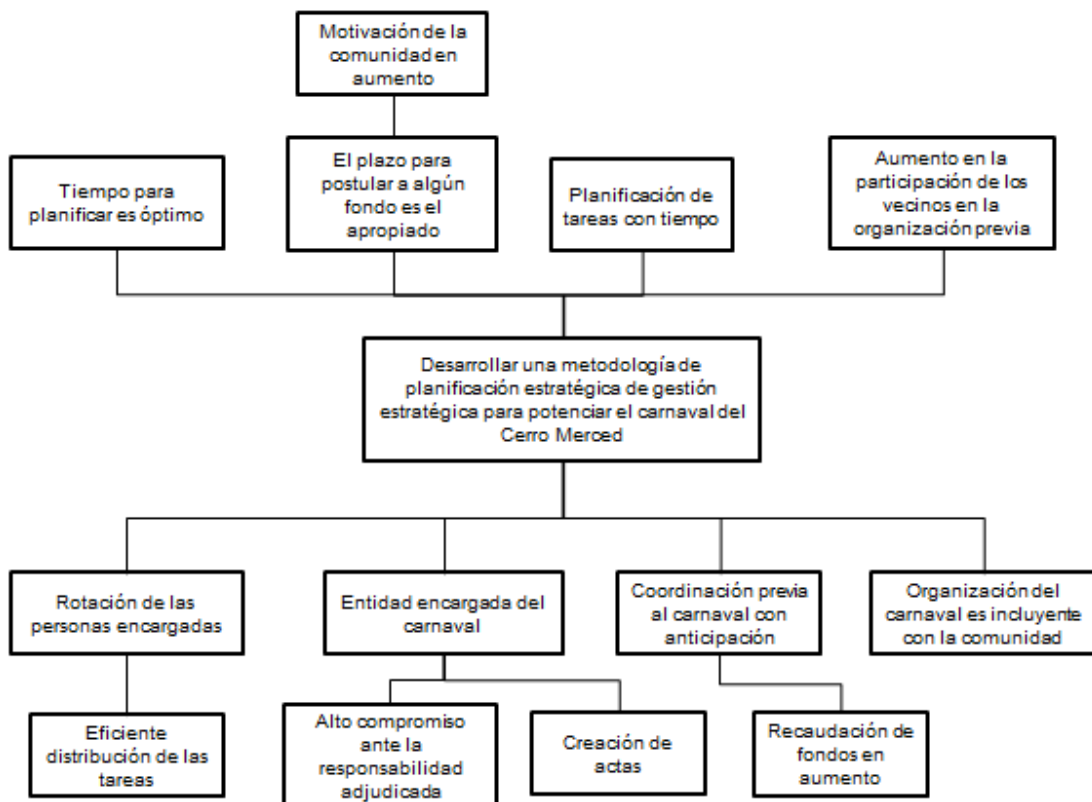 Motivación de la
comunidad en
aumento
Tiempo para
planificar es óptimo
El plazo para
postular a algún
fondo es el
apropiado
Planificación de
tareas con tiempo
Aumento en la
participación de los
vecinos en la
organización previa
Desarrollar una metodología de
planificación estratégica de gestión
estratégica para potenciar el carnaval del
Cerro Merced
Rotación de las
personas encargadas
Entidad encargada del
carnaval
Coordinación previa
al carnaval con
anticipación
Organización del
carnaval es incluyente
con la comunidad
Eficiente
distribución de las
tareas
Alto compromiso
ante la
responsabilidad
adjudicada
Creación de
actas
Recaudación de
fondos en
aumento